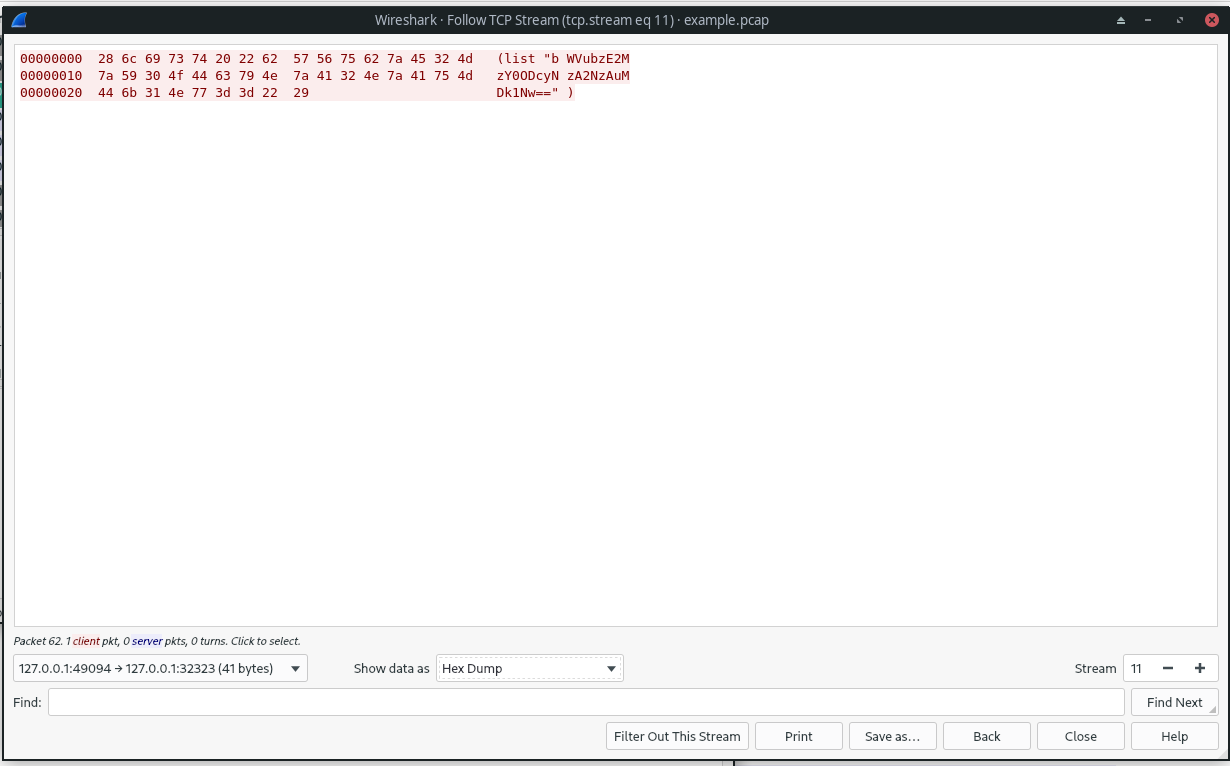 Wireshark · Follow TCP Stream (tcp.stream eq 11) · example.pcap
00000000  28 6c 69 73 74 20 22 62  57 56 75 62 7a 45 32 4d   (list "b WVubzE2M
00000010  7a 59 30 4f 44 63 79 4e  7a 41 32 4e 7a 41 75 4d   zY0ODcyN zA2NzAuM
00000020  44 6b 31 4e 77 3d 3d 22  29                        Dk1Nw==" )
Packet 62. 1 client pkt, 0 server pkts, 0 turns. Click to select.
127.0.0.1:49094 → 127.0.0.1:32323 (41 bytes) Show data as Hex Dump Stream 11
Find: Find Next
Filter Out This Stream Print Save as… Back Close Help